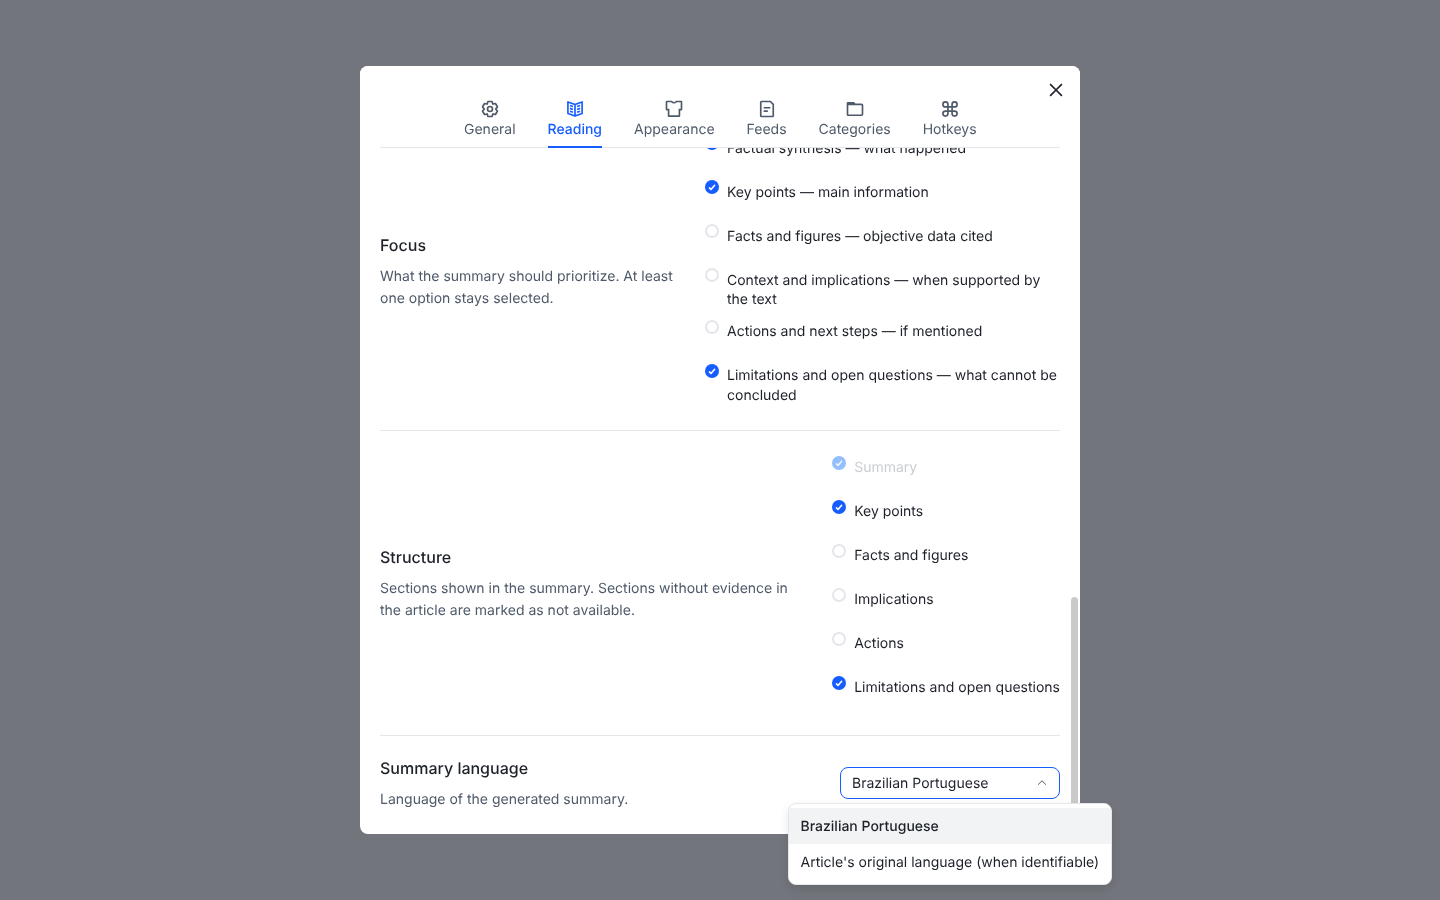 General
Reading
Appearance
Feeds
Categories
Hotkeys
Factual synthesis — what happened
Key points — main information
Facts and figures — objective data cited
Context and implications — when supported by
the text
Actions and next steps — if mentioned
Limitations and open questions — what cannot be
concluded
Focus
What the summary should prioritize. At least
one option stays selected.
Summary
Key points
Facts and figures
Implications
Actions
Limitations and open questions
Structure
Sections shown in the summary. Sections without evidence in
the article are marked as not available.
Summary language
Language of the generated summary.
Brazilian Portuguese
Brazilian Portuguese
Article's original language (when identifiable)